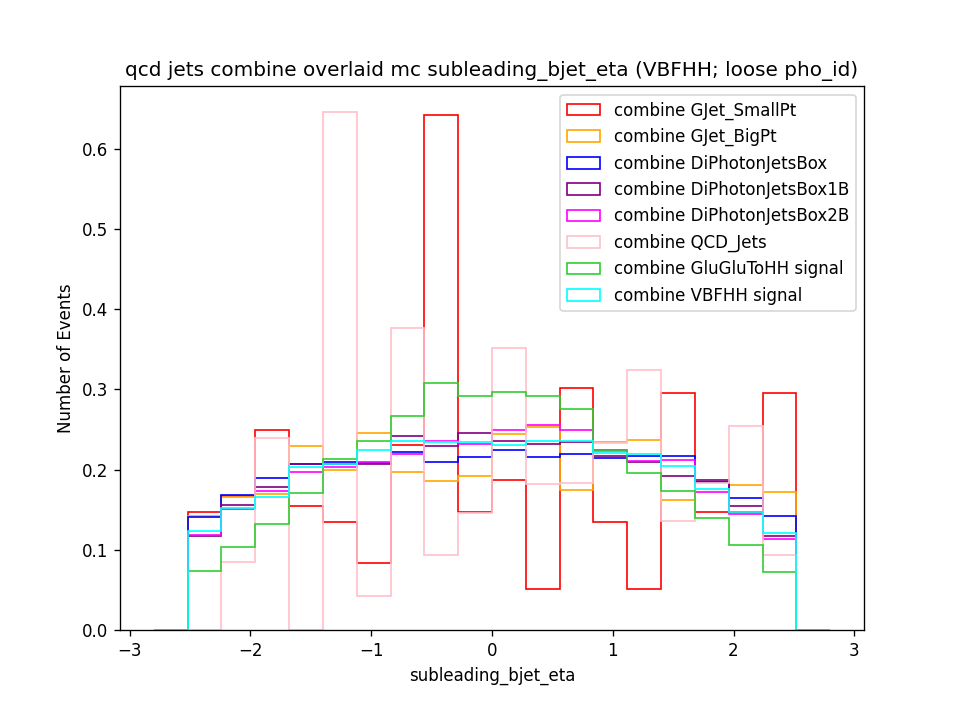 qcd jets combine overlaid mc subleading_bjet_eta (VBFHH; loose pho_id)
combine GJet_SmallPt
combine GJet_BigPt
combine DiPhotonJetsBox
combine DiPhotonJetsBox1B
combine DiPhotonJetsBox2B
combine QCD_Jets
combine GluGluToHH signal
combine VBFHH signal
Number of Events
0.6
0.5
0.4
0.3
0.2
0.1
0.0
−3 −2 −1 0 1 2 3
subleading_bjet_eta